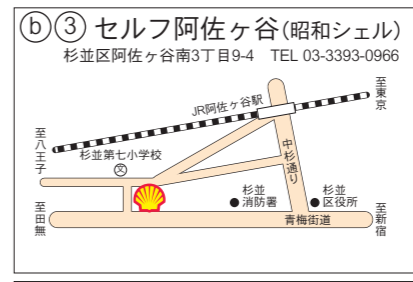 ⓑ③セルフ阿佐ヶ谷(昭和シェル)
杉並区阿佐ヶ谷南3丁目9-4 TEL 03-3393-0966
至東京
JR阿佐ヶ谷駅
至八王子
杉並第七小学校
文
中杉通り
至田無
杉並消防署
杉並区役所
青梅街道
至新宿